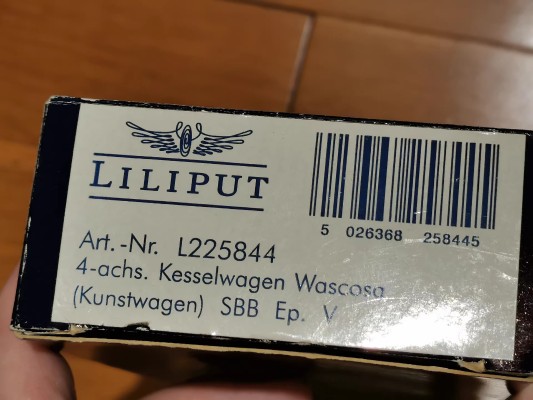 LILIPUT
5 026368 258445
Art.-Nr. L225844
4-achs. Kesselwagen Wascosa
(Kunstwagen) SBB Ep. V